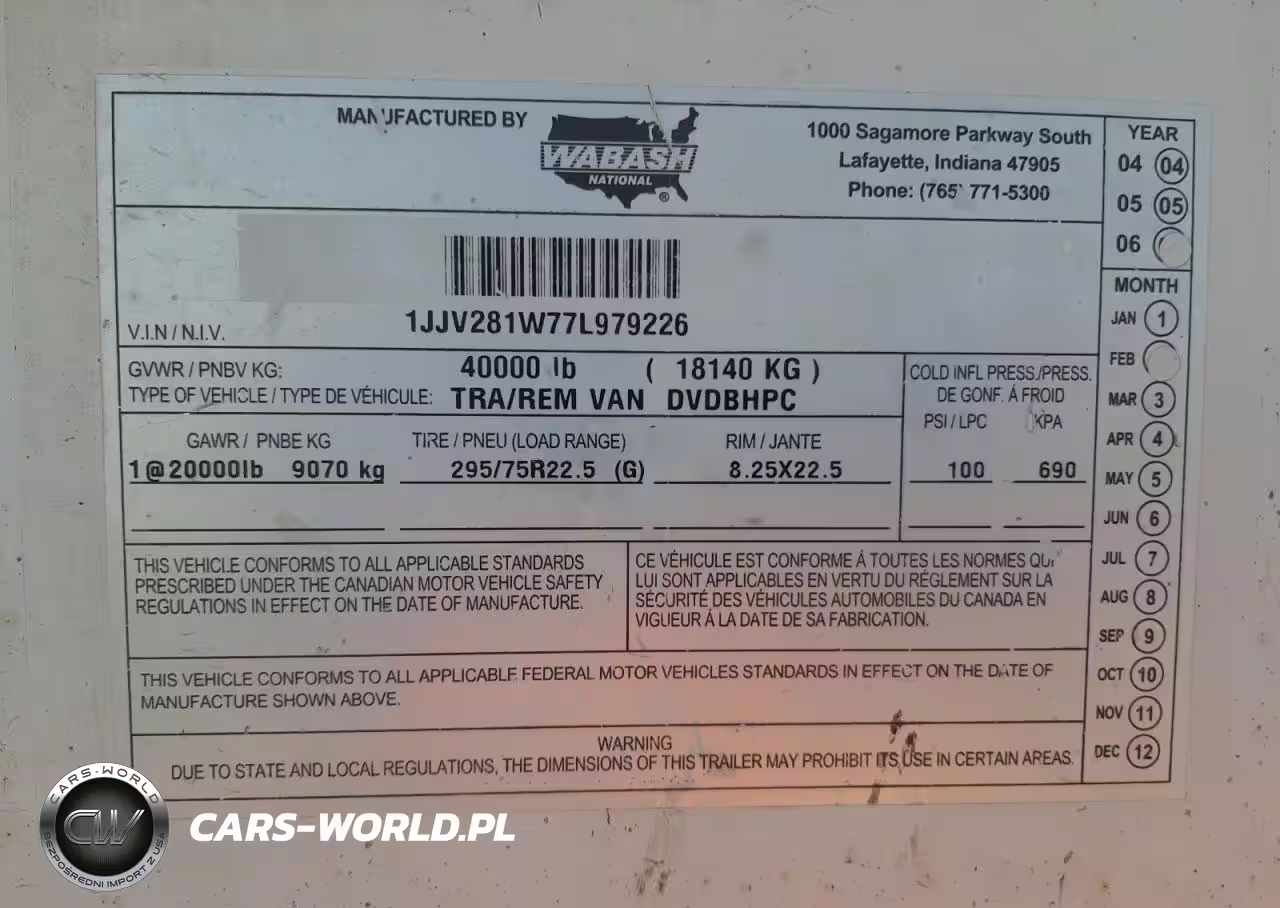 MANUFACTURED BY
WABASH
NATIONAL
®
1000 Sagamore Parkway South
Lafayette, Indiana 47905
Phone: (765) 771-5300
YEAR
04 04
05 05
06
V.I.N / N.I.V.
1JJV281W77L979226
GVWR / PNBV KG: 40000 lb ( 18140 KG )
TYPE OF VEHICLE / TYPE DE VÉHICULE: TRA/REM VAN DVDBHPC
GAWR / PNBE KG TIRE / PNEU (LOAD RANGE) RIM / JANTE
1@20000lb 9070 kg 295/75R22.5 (G) 8.25X22.5
COLD INFL PRESS./PRESS.
DE GONF. Á FROID
PSI / LPC KPA
100 690
MONTH
JAN 1
FEB
MAR 3
APR 4
MAY 5
JUN 6
JUL 7
AUG 8
SEP 9
OCT 10
NOV 11
DEC 12
THIS VEHICLE CONFORMS TO ALL APPLICABLE STANDARDS
PRESCRIBED UNDER THE CANADIAN MOTOR VEHICLE SAFETY
REGULATIONS IN EFFECT ON THE DATE OF MANUFACTURE.
CE VÉHICULE EST CONFORME Á TOUTES LES NORMES QUI
LUI SONT APPLICABLES EN VERTU DU RÉGLEMENT SUR LA
SÉCURITÉ DES VÉHICULES AUTOMOBILES DU CANADA EN
VIGUEUR Á LA DATE DE SA FABRICATION.
THIS VEHICLE CONFORMS TO ALL APPLICABLE FEDERAL MOTOR VEHICLES STANDARDS IN EFFECT ON THE DATE OF
MANUFACTURE SHOWN ABOVE.
WARNING
DUE TO STATE AND LOCAL REGULATIONS, THE DIMENSIONS OF THIS TRAILER MAY PROHIBIT ITS USE IN CERTAIN AREAS.
CARS-WORLD
CW
BEZPOŚREDNI IMPORT Z USA
CARS-WORLD.PL